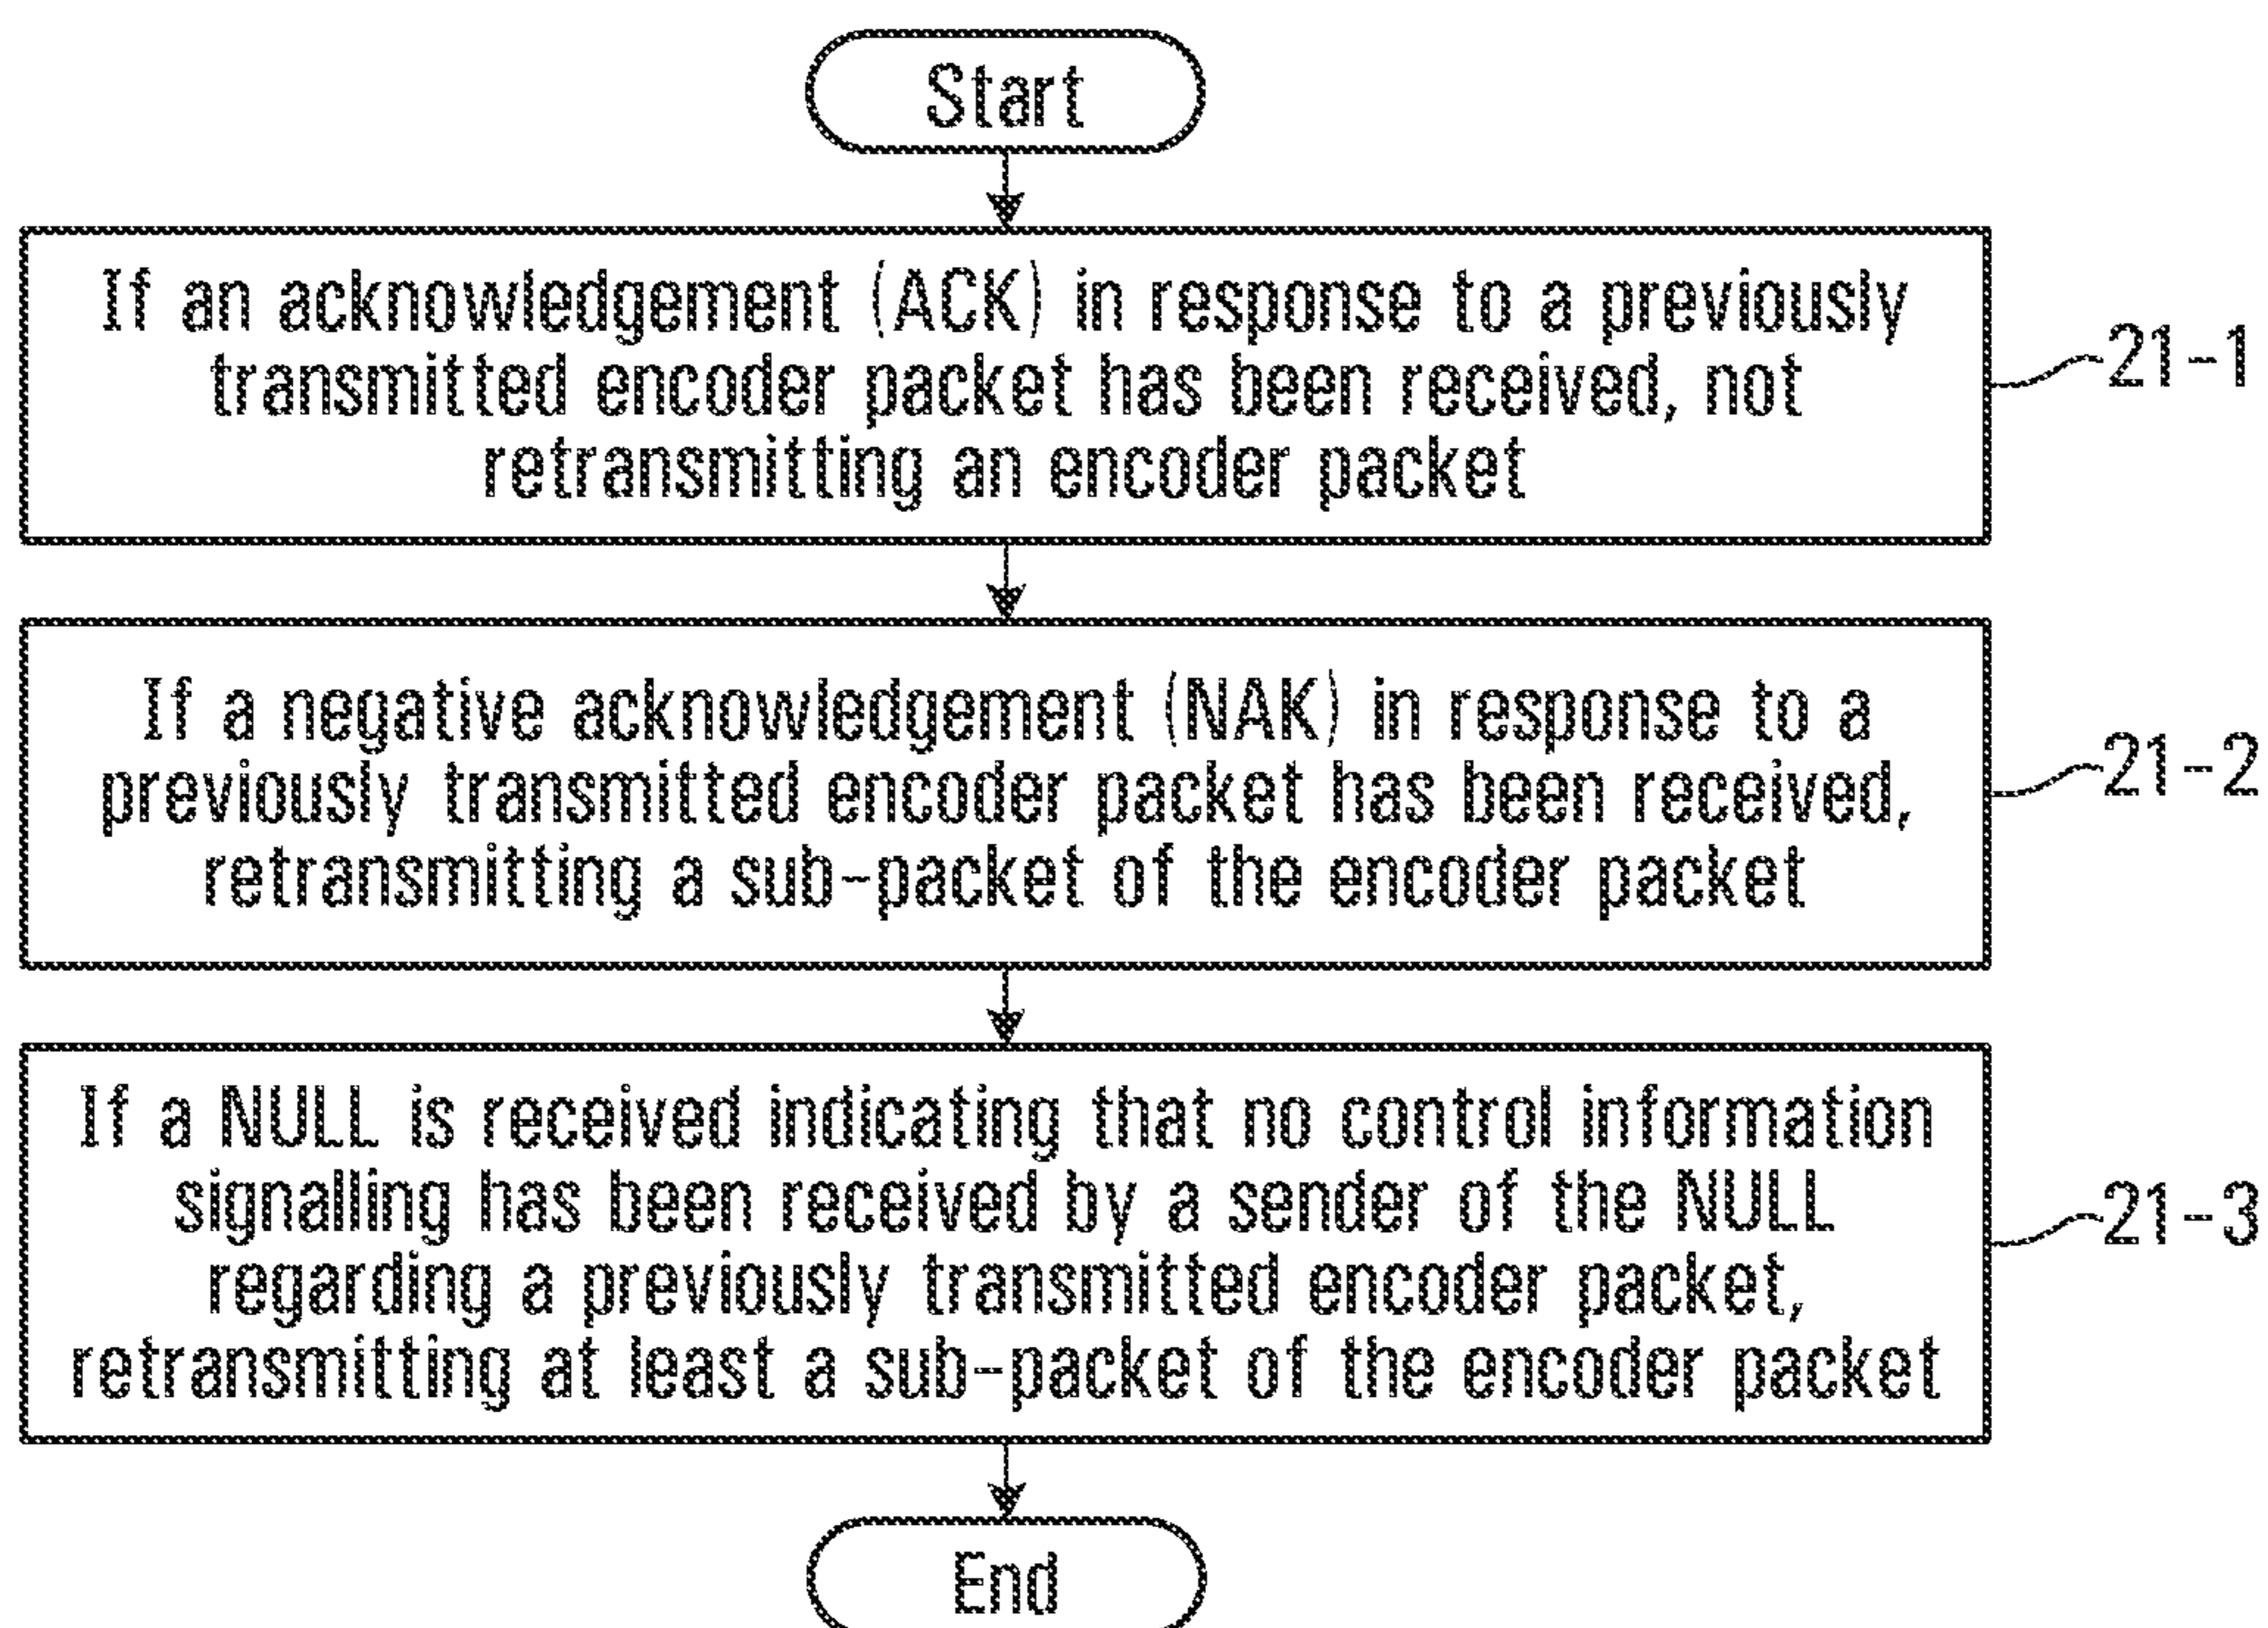 Start
If an acknowledgement (ACK) in response to a previously
transmitted encoder packet has been received, not
retransmitting an encoder packet
21-1
If a negative acknowledgement (NAK) in response to a
previously transmitted encoder packet has been received,
retransmitting a sub-packet of the encoder packet
21-2
If a NULL is received indicating that no control information
signalling has been received by a sender of the NULL
regarding a previously transmitted encoder packet,
retransmitting at least a sub-packet of the encoder packet
21-3
End